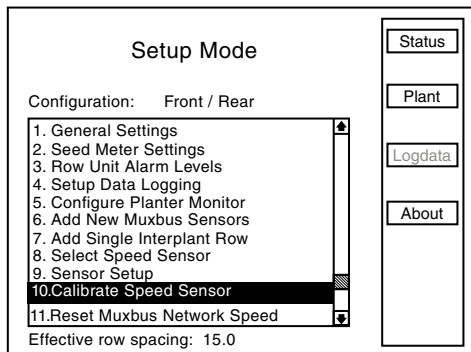 Setup Mode
Configuration: Front / Rear
1. General Settings
2. Seed Meter Settings
3. Row Unit Alarm Levels
4. Setup Data Logging
5. Configure Planter Monitor
6. Add New Muxbus Sensors
7. Add Single Interplant Row
8. Select Speed Sensor
9. Sensor Setup
10.Calibrate Speed Sensor
11.Reset Muxbus Network Speed
Effective row spacing: 15.0
Status
Plant
Logdata
About